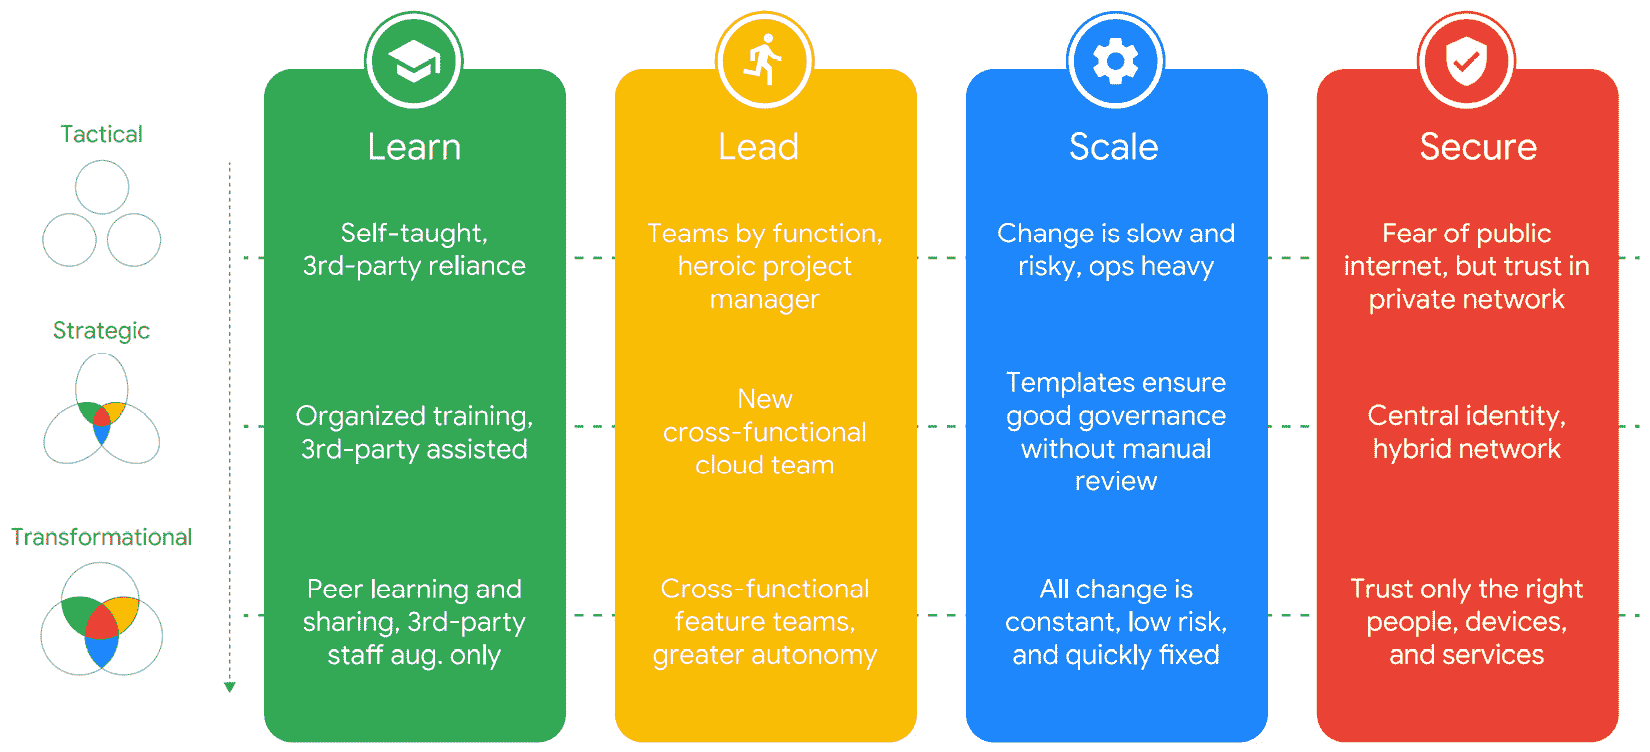 Learn
Lead
Scale
Secure
Tactical
Self-taught,
3rd-party reliance
Teams by function,
heroic project
manager
Change is slow and
risky, ops heavy
Fear of public
internet, but trust in
private network
Strategic
Organized training,
3rd-party assisted
New
cross-functional
cloud team
Templates ensure
good governance
without manual
review
Central identity,
hybrid network
Transformational
Peer learning and
sharing, 3rd-party
staff aug. only
Cross-functional
feature teams,
greater autonomy
All change is
constant, low risk,
and quickly fixed
Trust only the right
people, devices,
and services